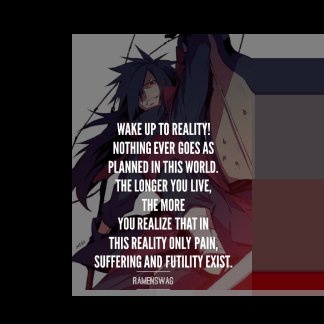 WAKE UP TO REALITY!
NOTHING EVER GOES AS
PLANNED IN THIS WORLD.
THE LONGER YOU LIVE,
THE MORE
YOU REALIZE THAT IN
THIS REALITY ONLY PAIN,
SUFFERING AND FUTILITY EXIST.
RAMENSWAG